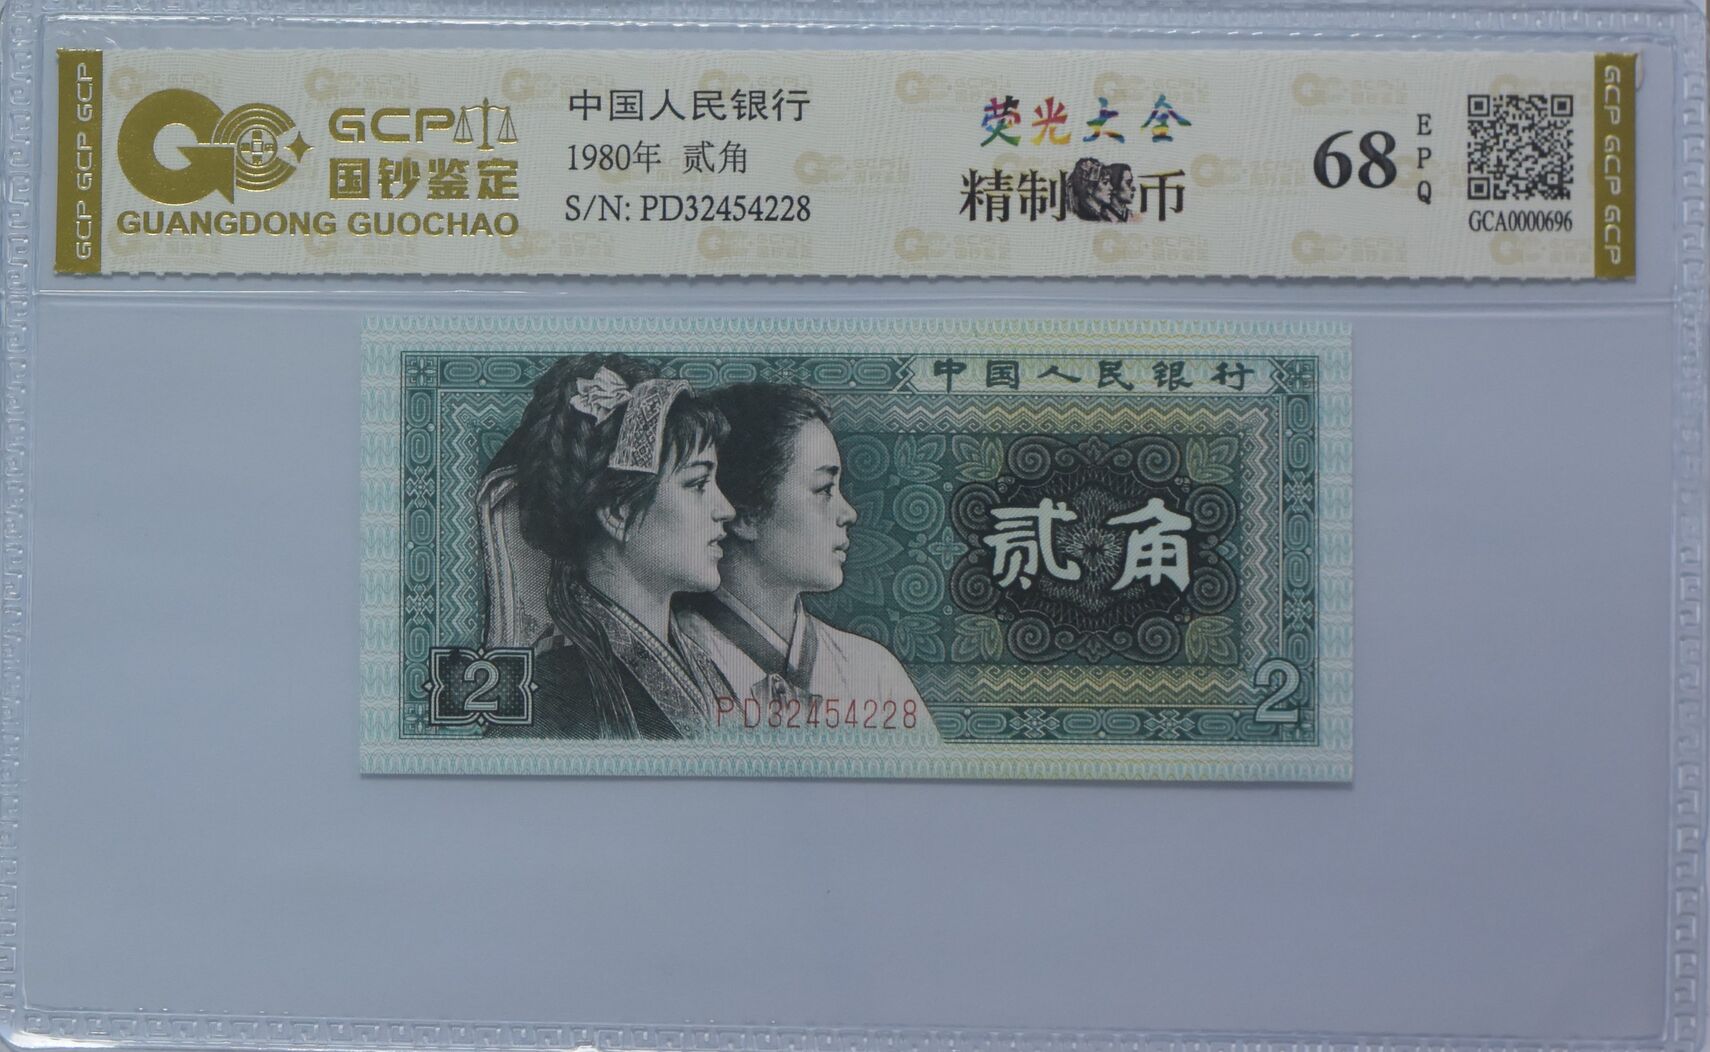 GCP GCP GCP
GCP
国钞鉴定
GUANGDONG GUOCHAO
中国人民银行
1980年 贰角
S/N: PD32454228
荧光大全
精制币
68
EPQ
GCA0000696
GCP GCP GCP
中国人民银行
贰角
2
PD32454228
2